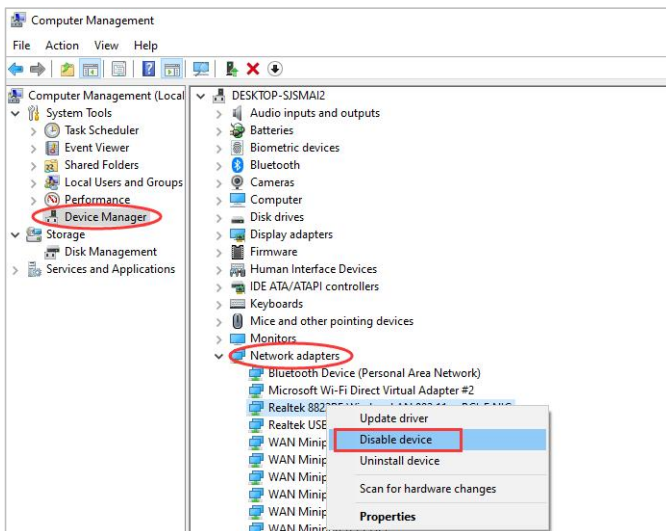 Computer Management
File Action View Help
Computer Management (Local
System Tools
Task Scheduler
Event Viewer
Shared Folders
Local Users and Groups
Performance
Device Manager
Storage
Disk Management
Services and Applications
DESKTOP-SJSMAI2
Audio inputs and outputs
Batteries
Biometric devices
Bluetooth
Cameras
Computer
Disk drives
Display adapters
Firmware
Human Interface Devices
IDE ATA/ATAPI controllers
Keyboards
Mice and other pointing devices
Monitors
Network adapters
Bluetooth Device (Personal Area Network)
Microsoft Wi-Fi Direct Virtual Adapter #2
Realtek
Realtek USB
WAN Minip
WAN Minip
WAN Minip
WAN Minip
WAN Minip
WAN
Update driver
Disable device
Uninstall device
Scan for hardware changes
Properties